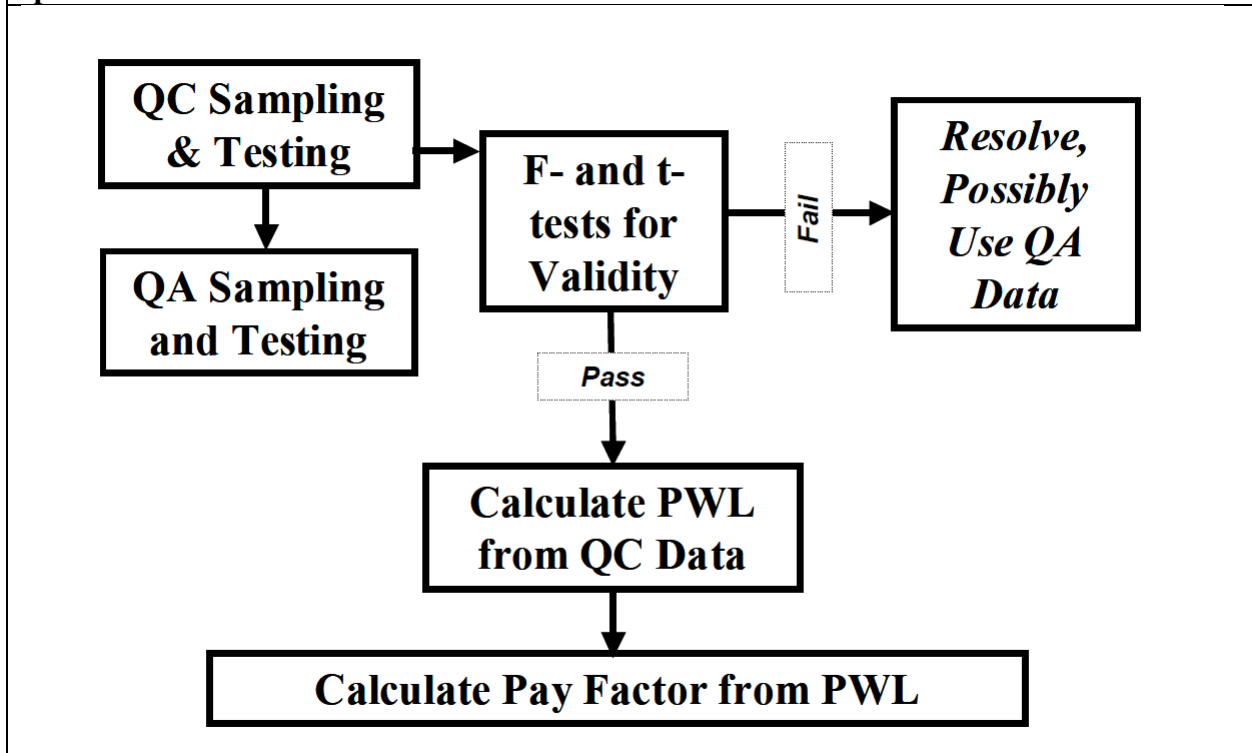 QC Sampling
& Testing
QA Sampling
and Testing
F- and t-
tests for
Validity
Fail
Resolve,
Possibly
Use QA
Data
Pass
Calculate PWL
from QC Data
Calculate Pay Factor from PWL